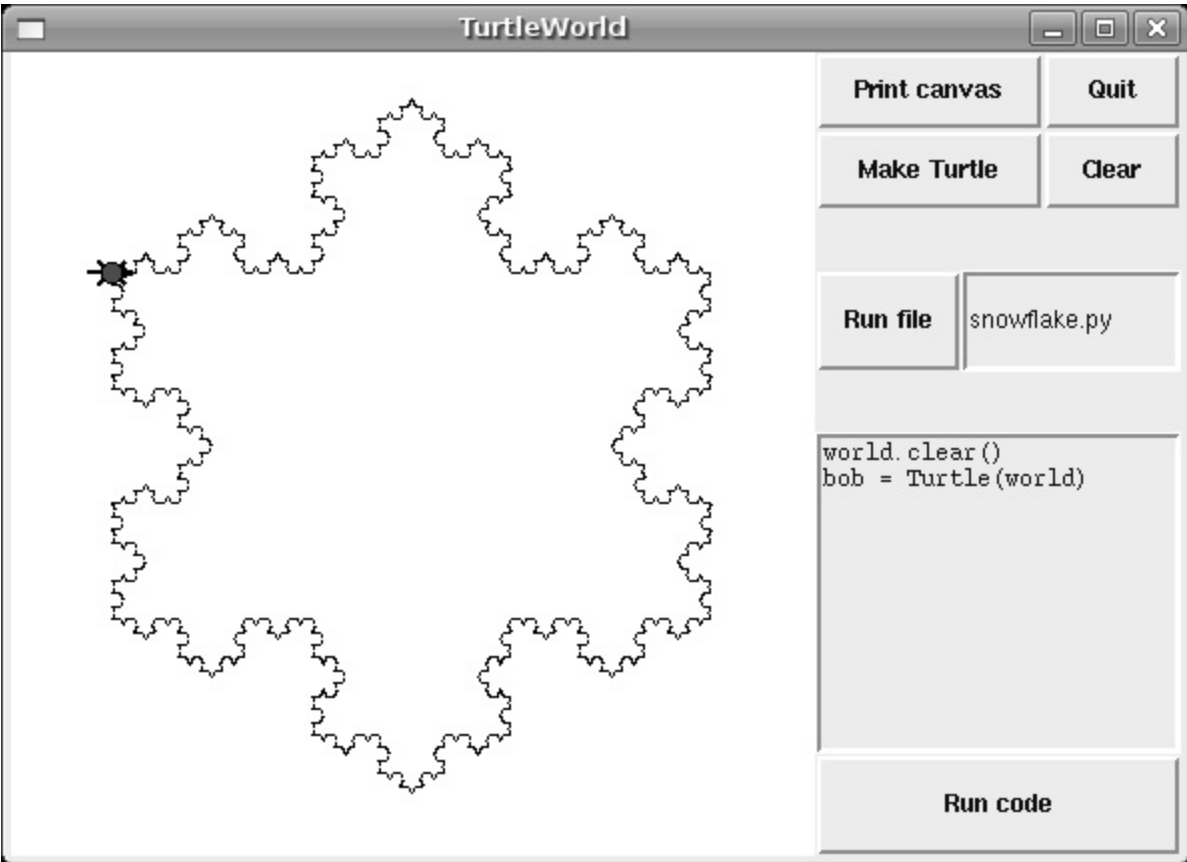 TurtleWorld
Print canvas
Quit
Make Turtle
Clear
Run file
snowflake.py
world.clear()
bob = Turtle(world)
Run code